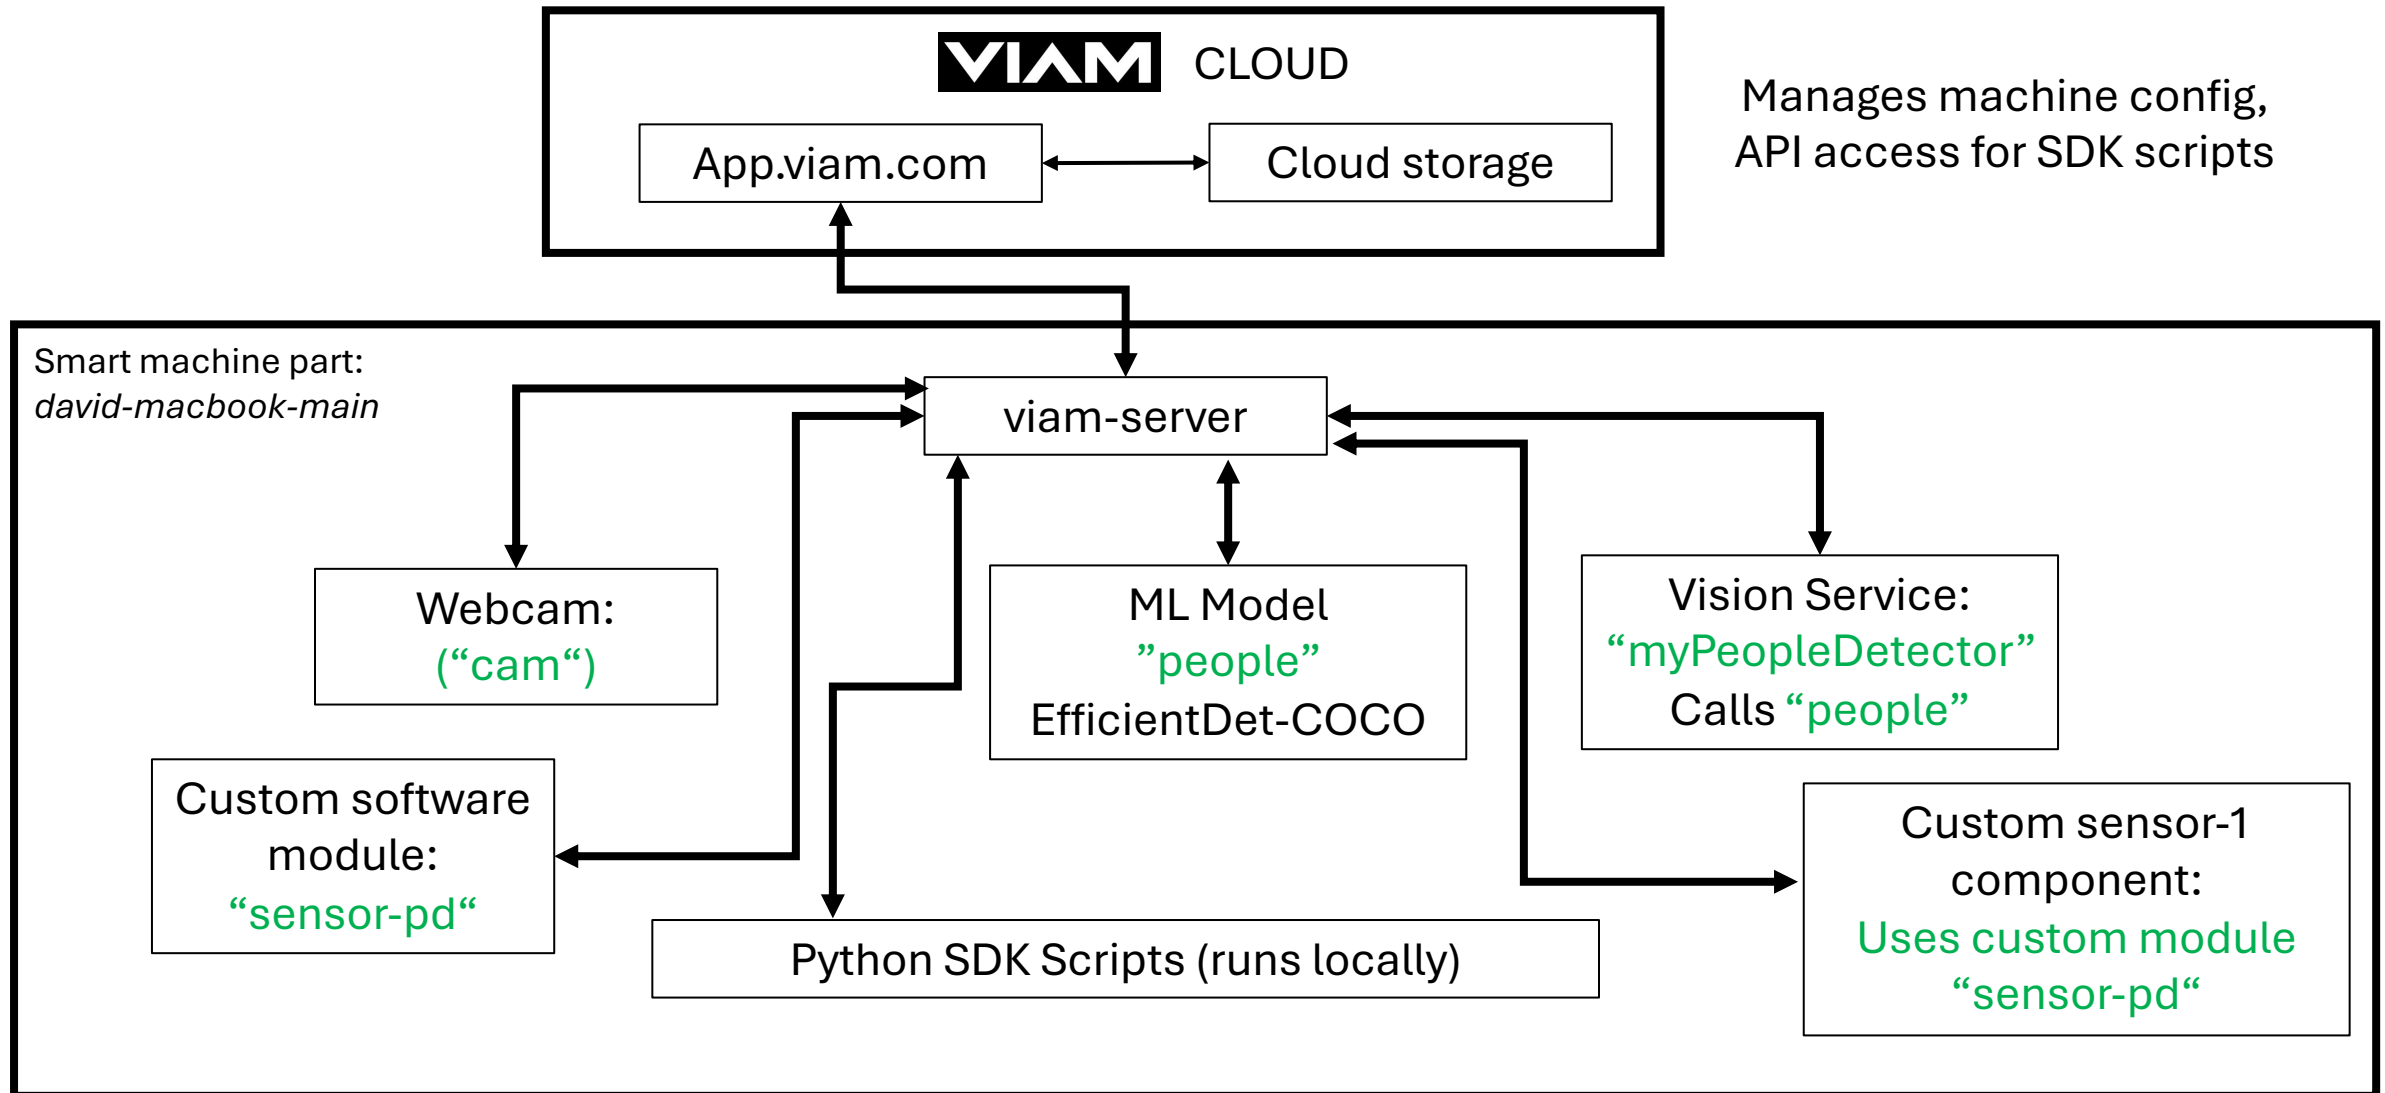 VIAM CLOUD
Manages machine config,
API access for SDK scripts
App.viam.com
Cloud storage
Smart machine part:
david-macbook-main
viam-server
Webcam:
(“cam“)
ML Model
”people”
EfficientDet-COCO
Vision Service:
“myPeopleDetector”
Calls “people”
Custom software
module:
“sensor-pd“
Custom sensor-1
component:
Uses custom module
“sensor-pd“
Python SDK Scripts (runs locally)